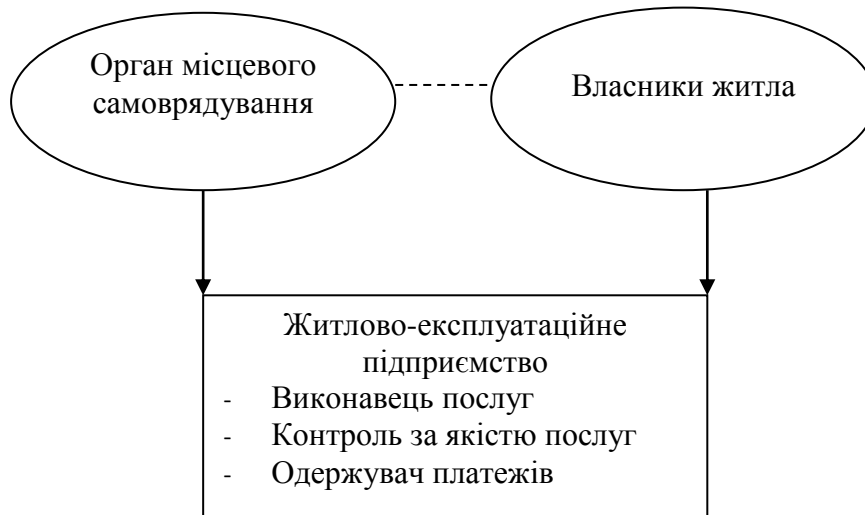 Орган місцевого
самоврядування
Власники житла
Житлово-експлуатаційне
підприємство
- Виконавець послуг
- Контроль за якістю послуг
- Одержувач платежів